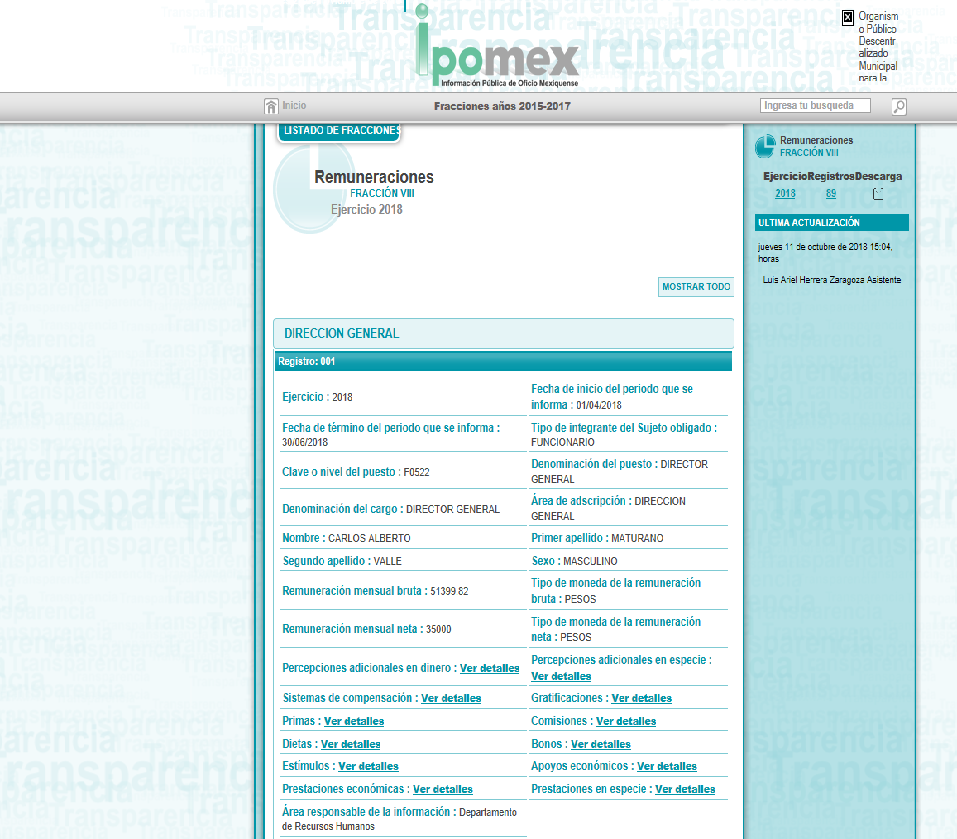 Transparencia
ipomex
Información Pública de Oficio Mexiquense
Organism
o Público
Descentr
alizado
Municipal
para la
Inicio
Fracciones años 2015-2017
Ingresa tu busqueda
LISTADO DE FRACCIONES
Remuneraciones
FRACCIÓN VIII
Ejercicio 2018
MOSTRAR TODO
DIRECCION GENERAL
Registro: 001
Ejercicio : 2018
Fecha de inicio del periodo que se
informa : 01/04/2018
Fecha de término del periodo que se informa :
30/06/2018
Tipo de integrante del Sujeto obligado :
FUNCIONARIO
Clave o nivel del puesto : F0522
Denominación del puesto : DIRECTOR
GENERAL
Denominación del cargo : DIRECTOR GENERAL
Área de adscripción : DIRECCION
GENERAL
Nombre : CARLOS ALBERTO
Primer apellido : MATURANO
Segundo apellido : VALLE
Sexo : MASCULINO
Remuneración mensual bruta : 51399.82
Tipo de moneda de la remuneración
bruta : PESOS
Remuneración mensual neta : 35000
Tipo de moneda de la remuneración
neta : PESOS
Percepciones adicionales en dinero : Ver detalles
Percepciones adicionales en especie :
Ver detalles
Sistemas de compensación : Ver detalles
Gratificaciones : Ver detalles
Primas : Ver detalles
Comisiones : Ver detalles
Dietas : Ver detalles
Bonos : Ver detalles
Estímulos : Ver detalles
Apoyos económicos : Ver detalles
Prestaciones económicas : Ver detalles
Prestaciones en especie : Ver detalles
Área responsable de la información : Departamento
de Recursos Humanos
Remuneraciones
FRACCIÓN VIII
EjercicioRegistrosDescarga
2018 89
ULTIMA ACTUALIZACIÓN
jueves 11 de octubre de 2018 15:04,
horas
Luis Ariel Herrera Zaragoza Asistente